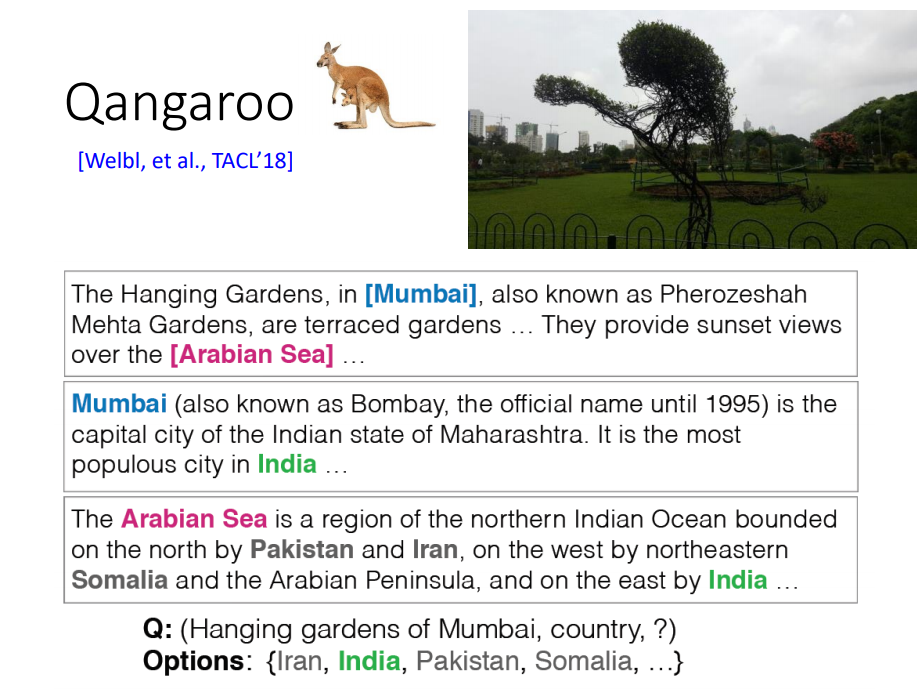 Qangaroo
[Welbl, et al., TACL’18]
The Hanging Gardens, in [Mumbai], also known as Pherozeshah
Mehta Gardens, are terraced gardens … They provide sunset views
over the [Arabian Sea] …
Mumbai (also known as Bombay, the official name until 1995) is the
capital city of the Indian state of Maharashtra. It is the most
populous city in India …
The Arabian Sea is a region of the northern Indian Ocean bounded
on the north by Pakistan and Iran, on the west by northeastern
Somalia and the Arabian Peninsula, and on the east by India …
Q: (Hanging gardens of Mumbai, country, ?)
Options: {Iran, India, Pakistan, Somalia, …}